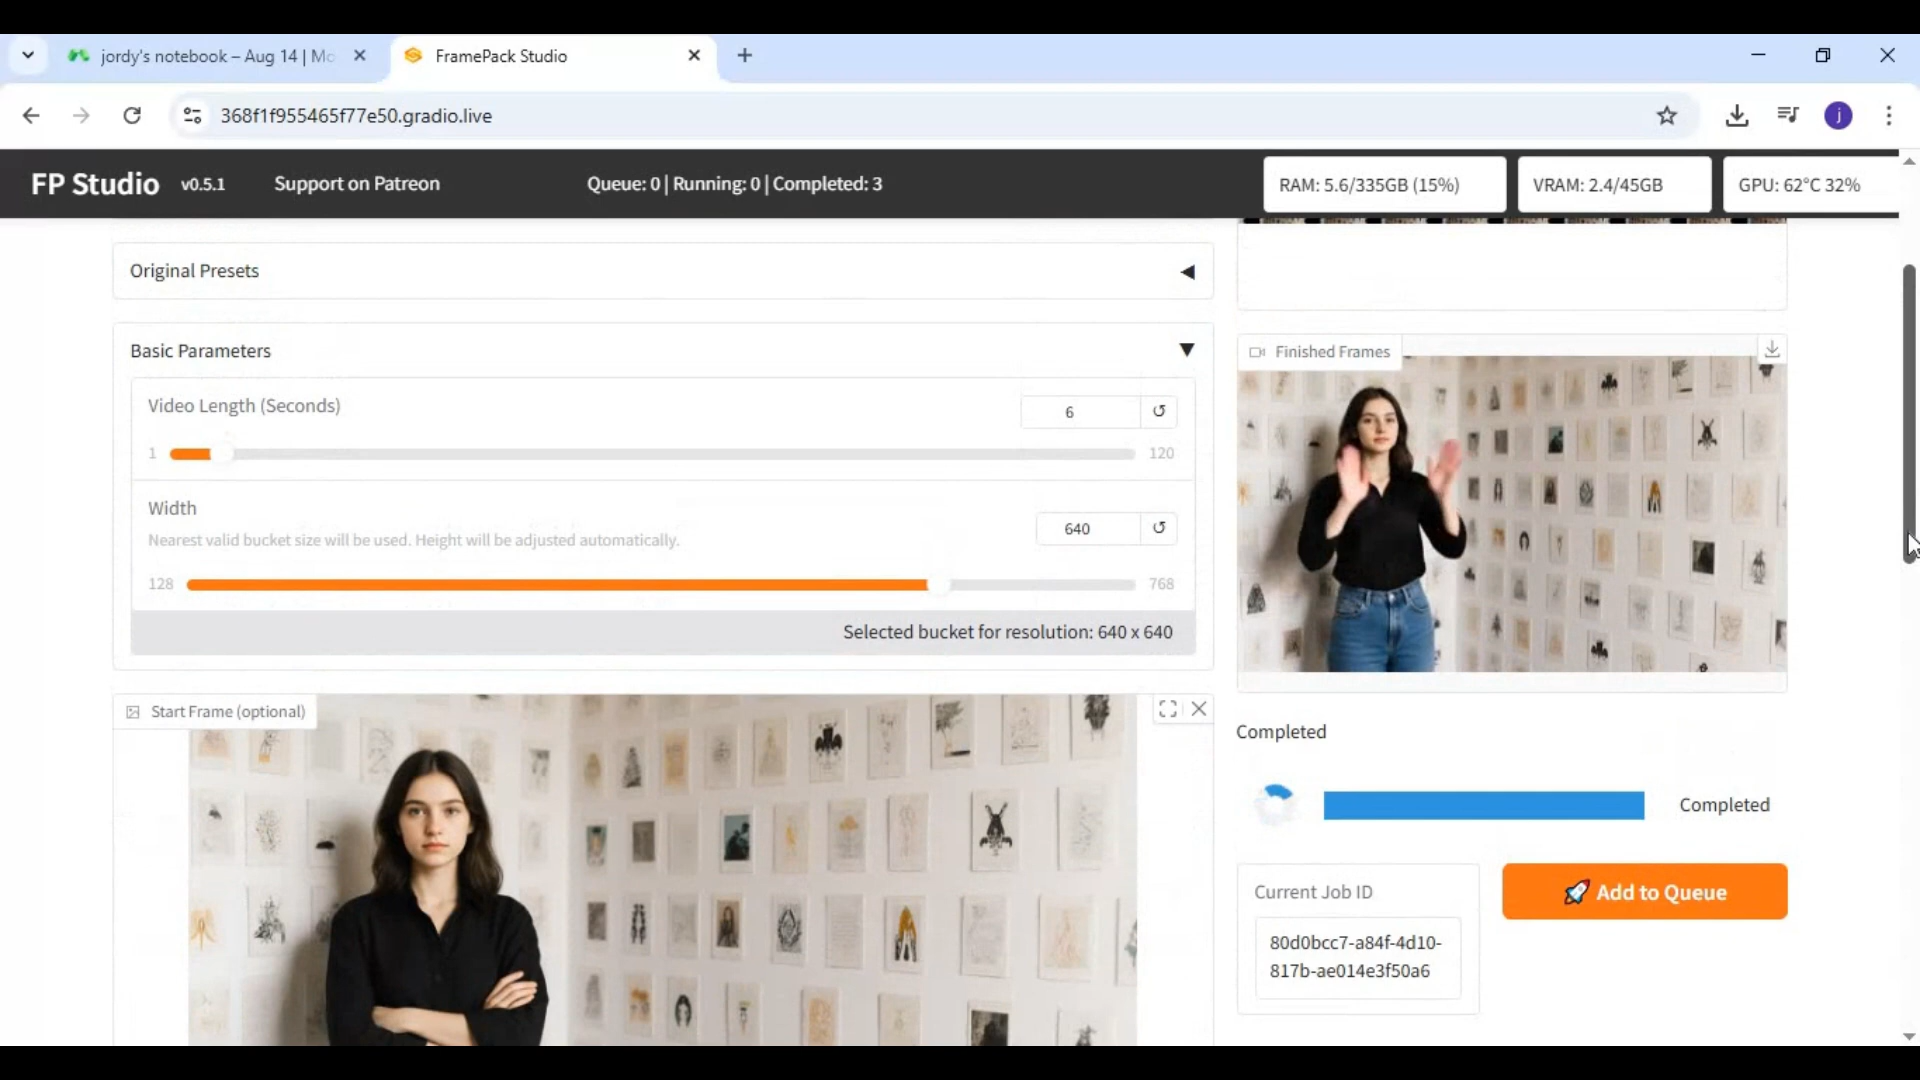 jordy's notebook – Aug 14 | Mo
FramePack Studio
368f1f955465f77e50.gradio.live
j
FP Studio v0.5.1 Support on Patreon Queue: 0 | Running: 0 | Completed: 3 RAM: 5.6/335GB (15%) VRAM: 2.4/45GB GPU: 62°C 32%
Original Presets
Basic Parameters
Video Length (Seconds)
6
1
120
Width
Nearest valid bucket size will be used. Height will be adjusted automatically.
640
128
768
Selected bucket for resolution: 640 x 640
Start Frame (optional)
Finished Frames
Completed
Completed
Current Job ID
80d0bcc7-a84f-4d10-
817b-ae014e3f50a6
Add to Queue